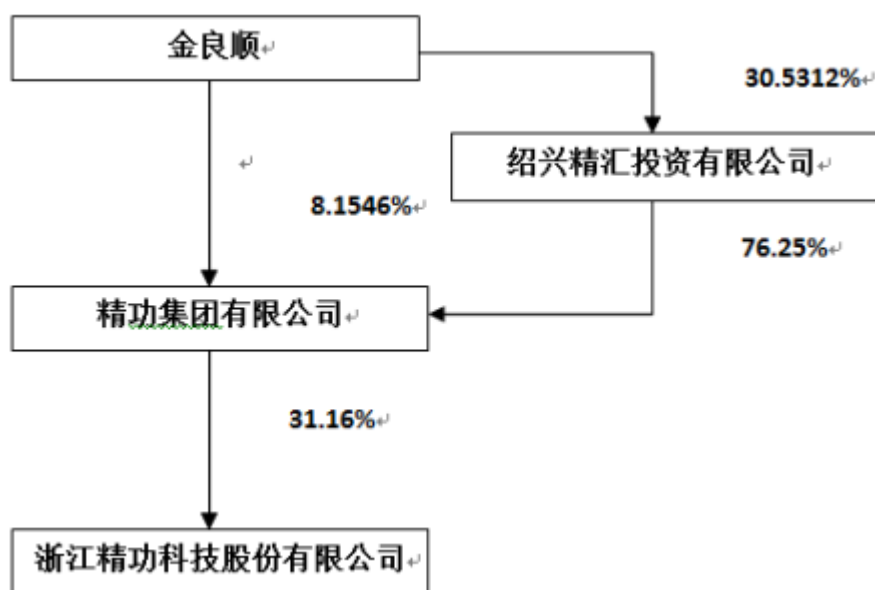 金良顺
30.5312%
绍兴精汇投资有限公司
8.1546%
76.25%
精功集团有限公司
31.16%
浙江精功科技股份有限公司